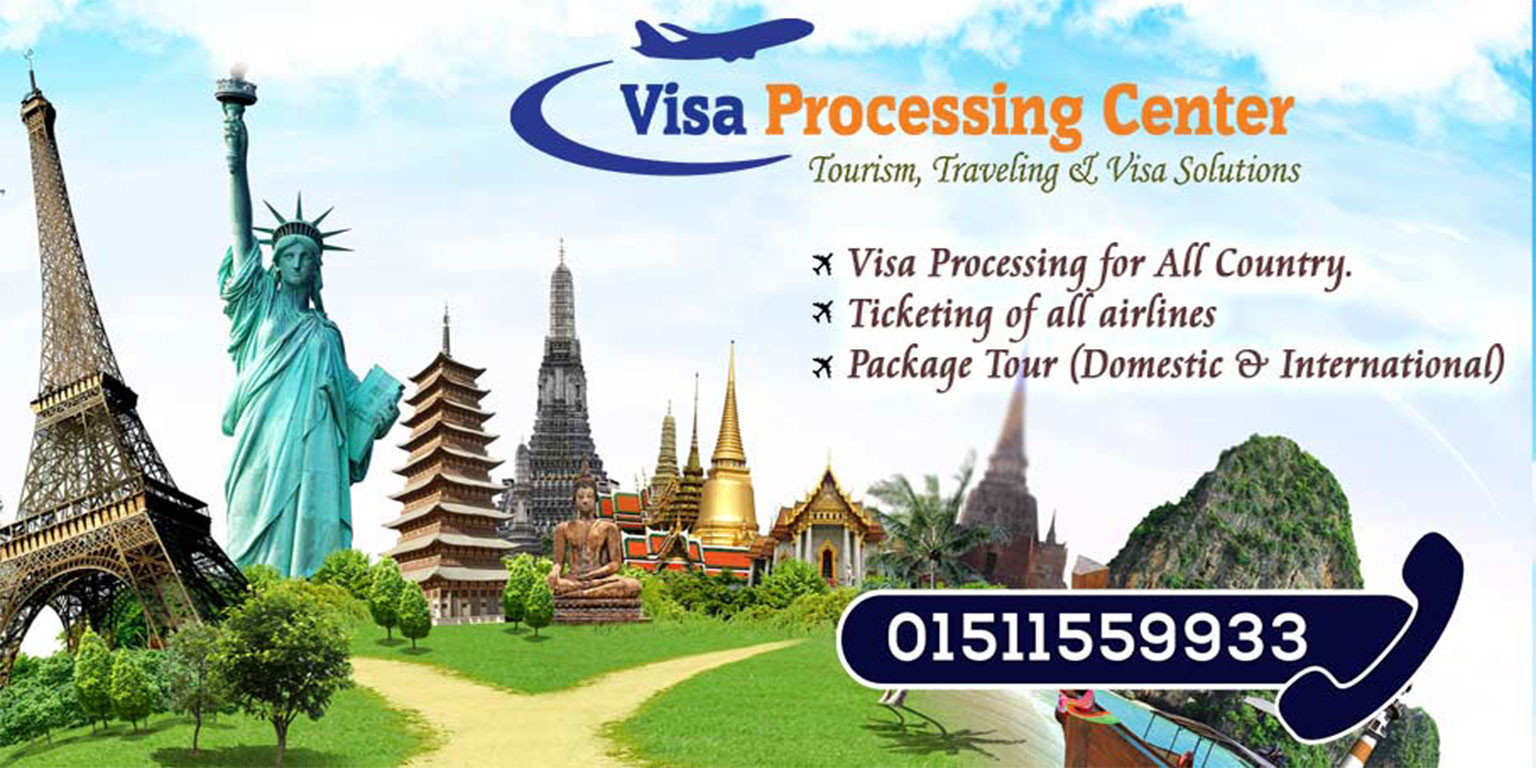 Visa Processing Center
Tourism, Traveling & Visa Solutions
Visa Processing for All Country.
Ticketing of all airlines
Package Tour (Domestic & International)
01511559933